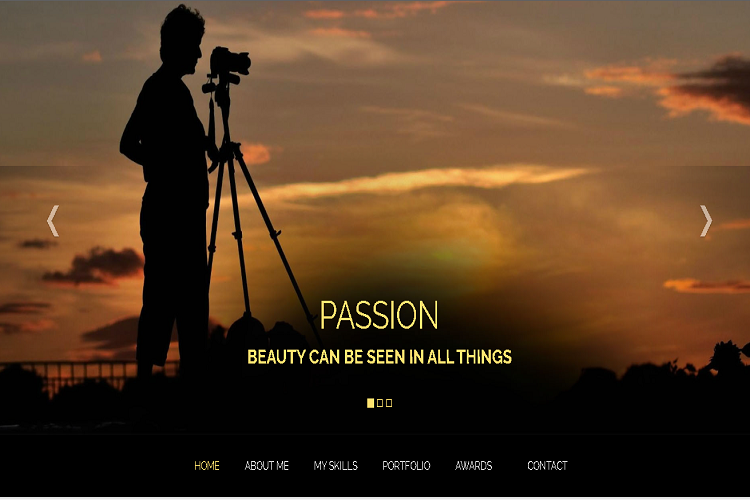 PASSION
BEAUTY CAN BE SEEN IN ALL THINGS
HOME ABOUT ME MY SKILLS PORTFOLIO AWARDS CONTACT